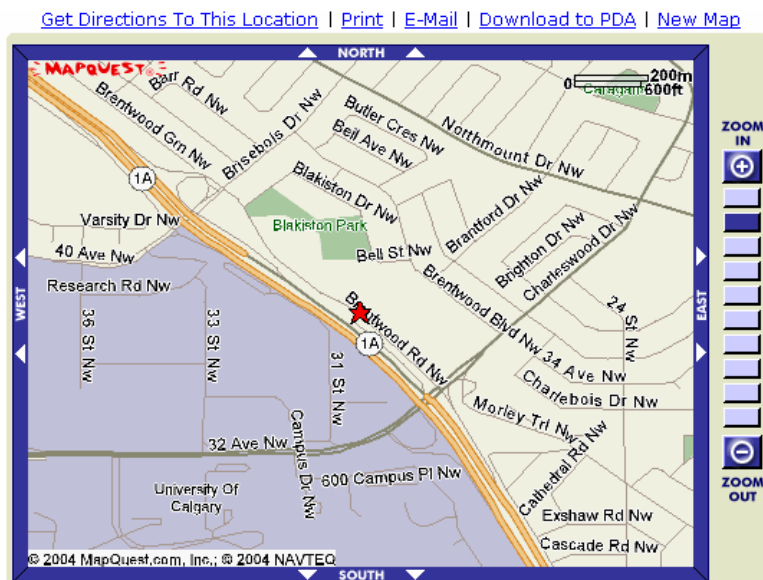 Get Directions To This Location | Print | E-Mail | Download to PDA | New Map
NORTH
MAPQUEST
200m
0
600ft
Barr Rd Nw
Brentwood Grn Nw
Brisebois Dr Nw
Butler Cres Nw
Beil Ave Nw
Northmount Dr Nw
ZOOM
IN
1A
Blakiston Dr Nw
Brantford Dr Nw
Varsity Dr Nw
Blakiston Park
Bell St Nw
Brighton Dr Nw
Charleswood Dr Nw
40 Ave Nw
Research Rd Nw
WEST
EAST
36 St Nw
33 St Nw
31 St Nw
Brentwood Rd Nw
1A
Brentwood Blvd Nw
24 St Nw
34 Ave Nw
Charlebois Dr Nw
Morley Trl Nw
32 Ave Nw
Campus Dr Nw
Cathedral Rd Nw
600 Campus Pl Nw
University Of
Calgary
ZOOM
OUT
Exshaw Rd Nw
Cascade Rd Nw
© 2004 MapQuest.com, Inc.; © 2004 NAVTEQ
SOUTH